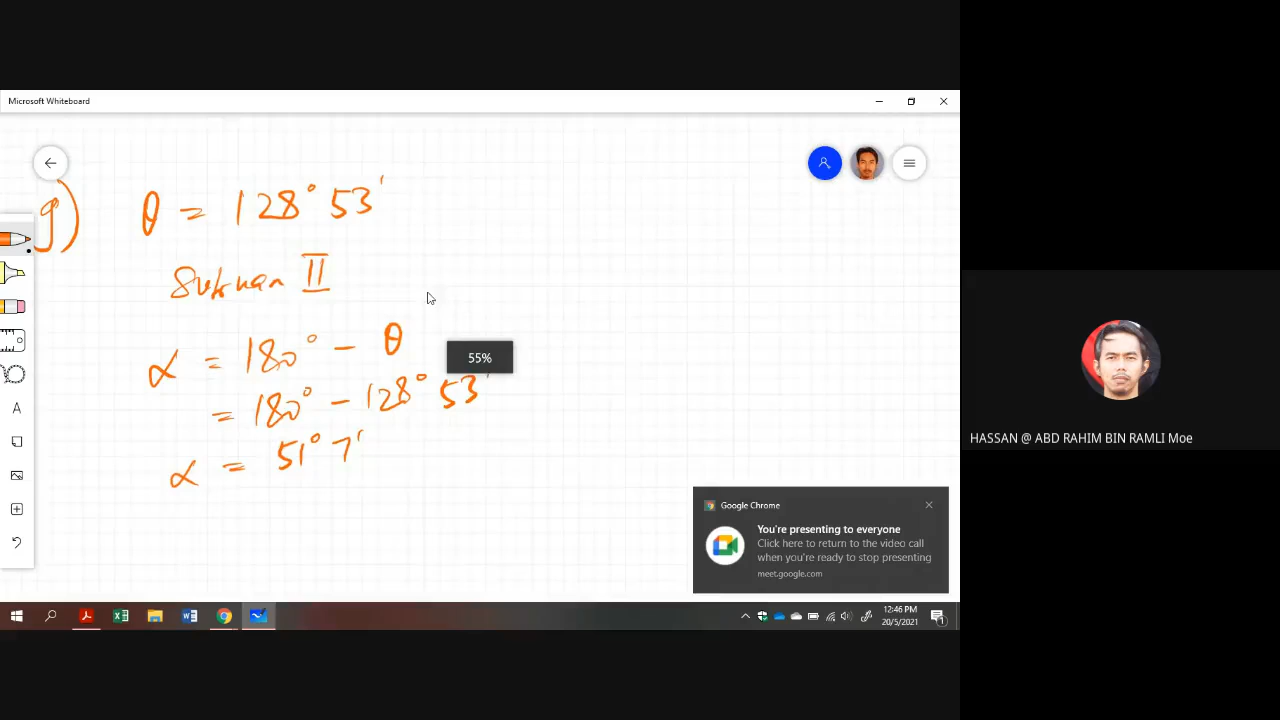 Microsoft Whiteboard
g)
θ = 128° 53'
Sukuan II
α = 180° - θ
= 180° - 128° 53'
α = 51° 7'
55%
A
Google Chrome
You're presenting to everyone
Click here to return to the video call
when you're ready to stop presenting
meet.google.com
12:46 PM
20/5/2021
1
HASSAN @ ABD RAHIM BIN RAMLI Moe